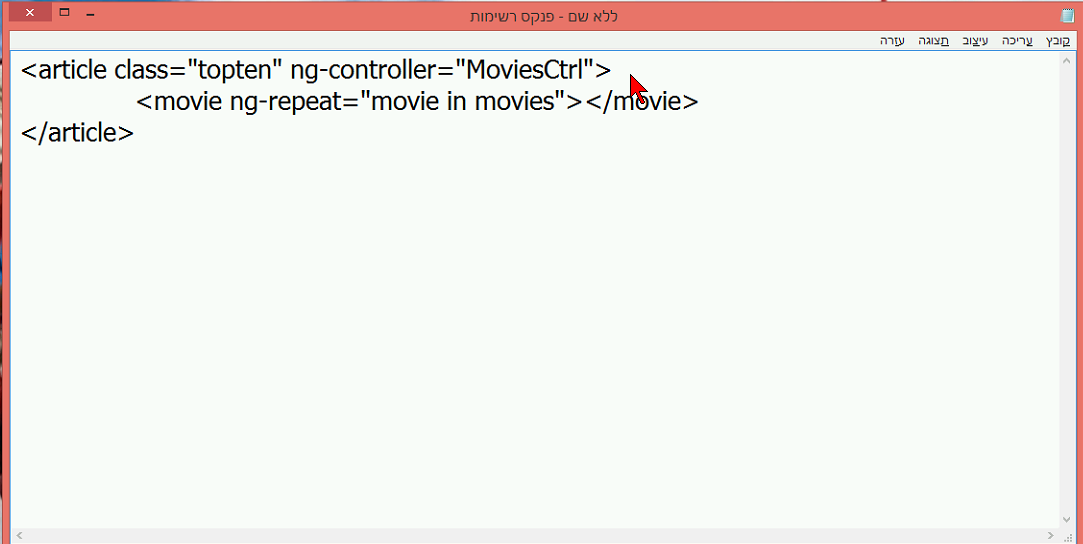 ללא שם - פנקס רשימות
קובץ עריכה עיצוב תצוגה עזרה
<article class="topten" ng-controller="MoviesCtrl">
<movie ng-repeat="movie in movies"></movie>
</article>